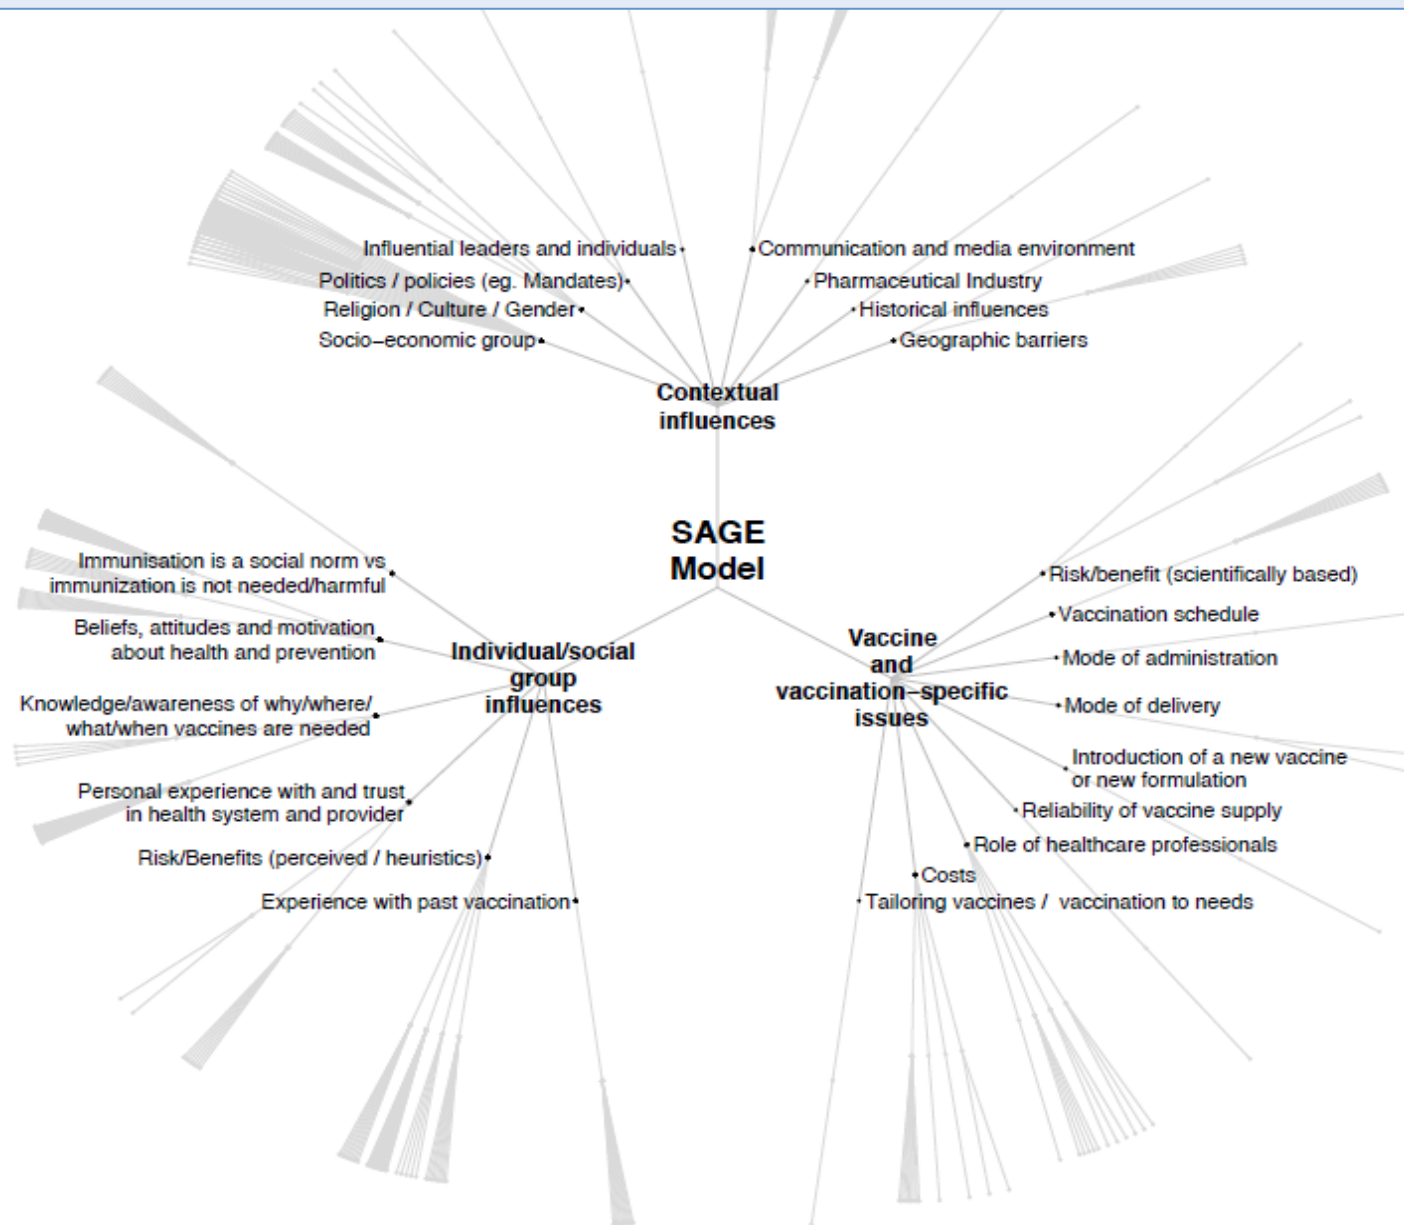 Influential leaders and individuals
Politics / policies (eg. Mandates)
Religion / Culture / Gender
Socio−economic group
Communication and media environment
Pharmaceutical Industry
Historical influences
Geographic barriers
Contextual
influences
SAGE
Model
Immunisation is a social norm vs
immunization is not needed/harmful
Beliefs, attitudes and motivation
about health and prevention
Knowledge/awareness of why/where/
what/when vaccines are needed
Personal experience with and trust
in health system and provider
Risk/Benefits (perceived / heuristics)
Experience with past vaccination
Individual/social
group
influences
Vaccine
and
vaccination−specific
issues
Risk/benefit (scientifically based)
Vaccination schedule
Mode of administration
Mode of delivery
Introduction of a new vaccine
or new formulation
Reliability of vaccine supply
Role of healthcare professionals
Costs
Tailoring vaccines / vaccination to needs